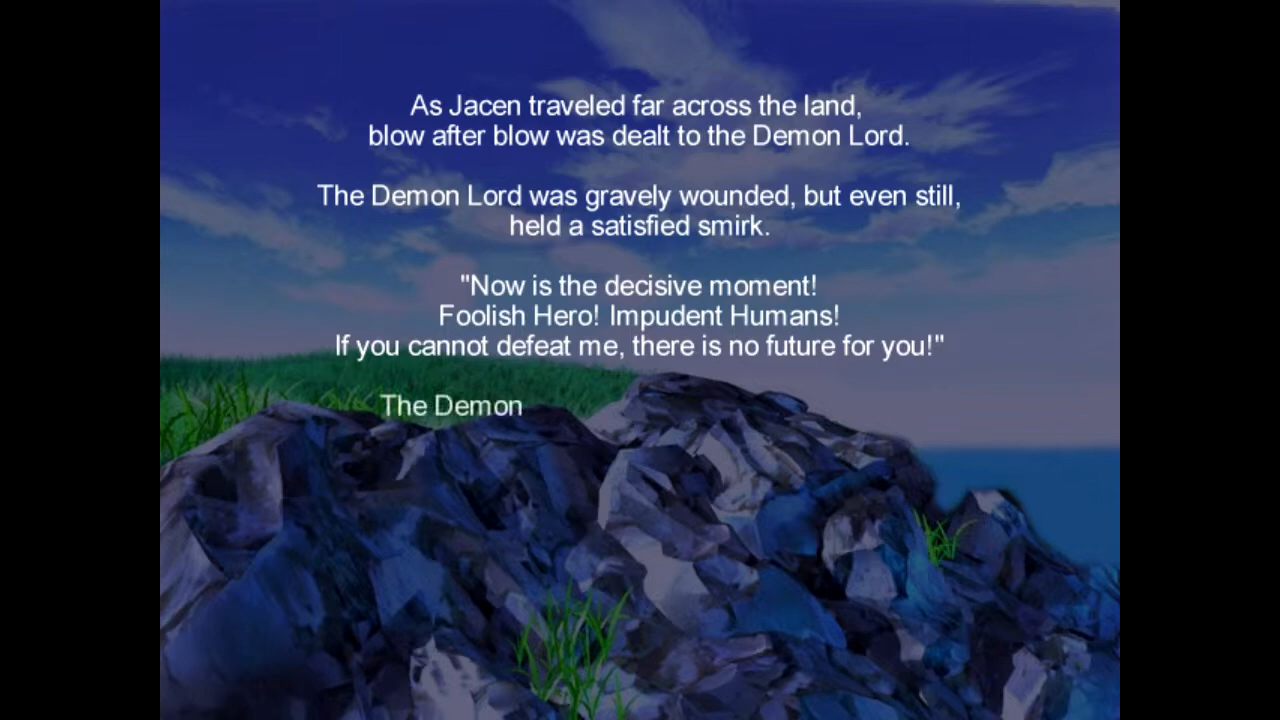 As Jacen traveled far across the land,
blow after blow was dealt to the Demon Lord.
The Demon Lord was gravely wounded, but even still,
held a satisfied smirk.
"Now is the decisive moment!
Foolish Hero! Impudent Humans!
If you cannot defeat me, there is no future for you!"
The Demon